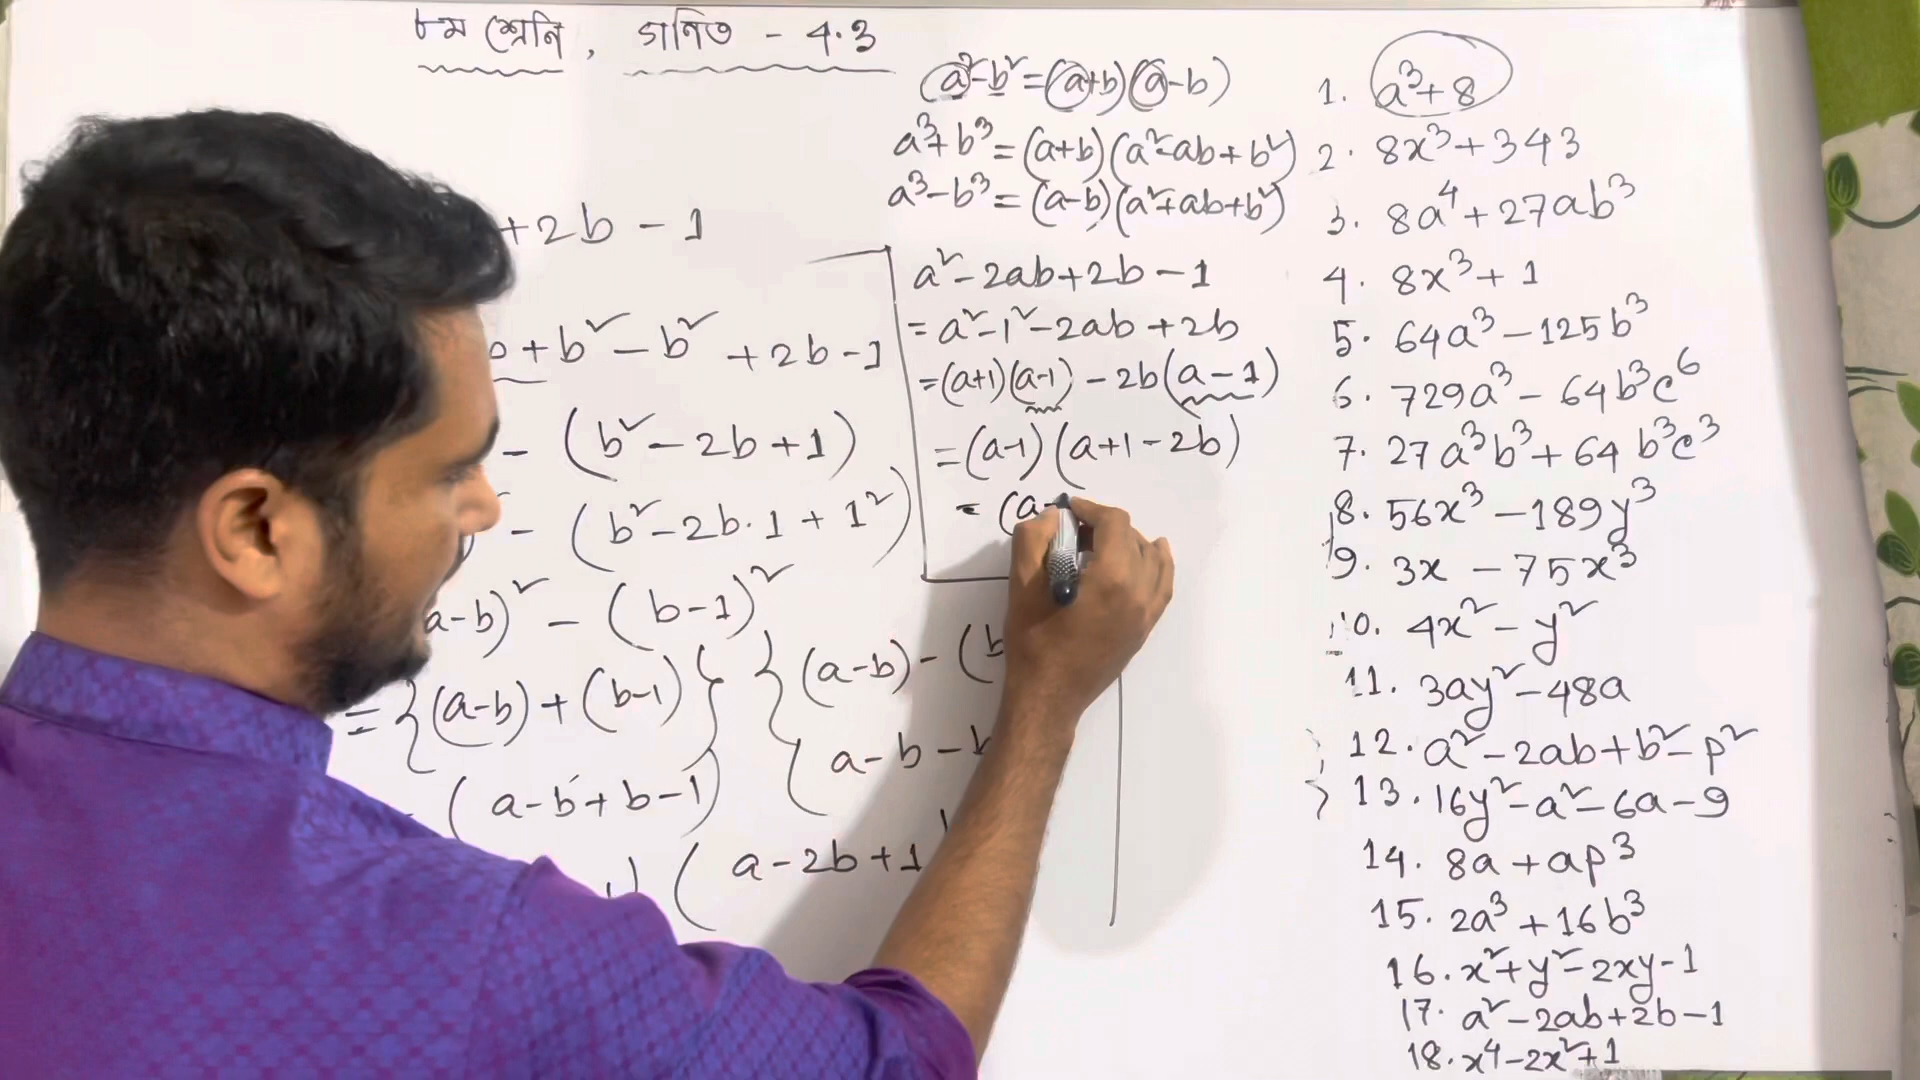 ৮ম শ্রেনি, গনিত - 4.3
a² - b² = (a+b)(a-b)
a³ + b³ = (a+b)(a² - ab + b²)
a³ - b³ = (a-b)(a² + ab + b²)
+ 2b - 1
+ b² - b² + 2b - 1
- (b² - 2b + 1)
- (b² - 2b · 1 + 1²)
a-b)² - (b-1)²
= {(a-b) + (b-1)} {(a-b) - (b
( a - b + b - 1) ( a - b - b
( a - 2b + 1
a² - 2ab + 2b - 1
= a² - 1² - 2ab + 2b
= (a+1)(a-1) - 2b(a-1)
= (a-1)(a+1-2b)
= (a-
1. a³ + 8
2. 8x³ + 343
3. 8a⁴ + 27ab³
4. 8x³ + 1
5. 64a³ - 125b³
6. 729a³ - 64b³c⁶
7. 27a³b³ + 64b³c³
8. 56x³ - 189y³
9. 3x - 75x³
10. 4x² - y²
11. 3ay² - 48a
12. a² - 2ab + b² - p²
13. 16y² - a² - 6a - 9
14. 8a + ap³
15. 2a³ + 16b³
16. x² + y² - 2xy - 1
17. a² - 2ab + 2b - 1
18. x⁴ - 2x² + 1